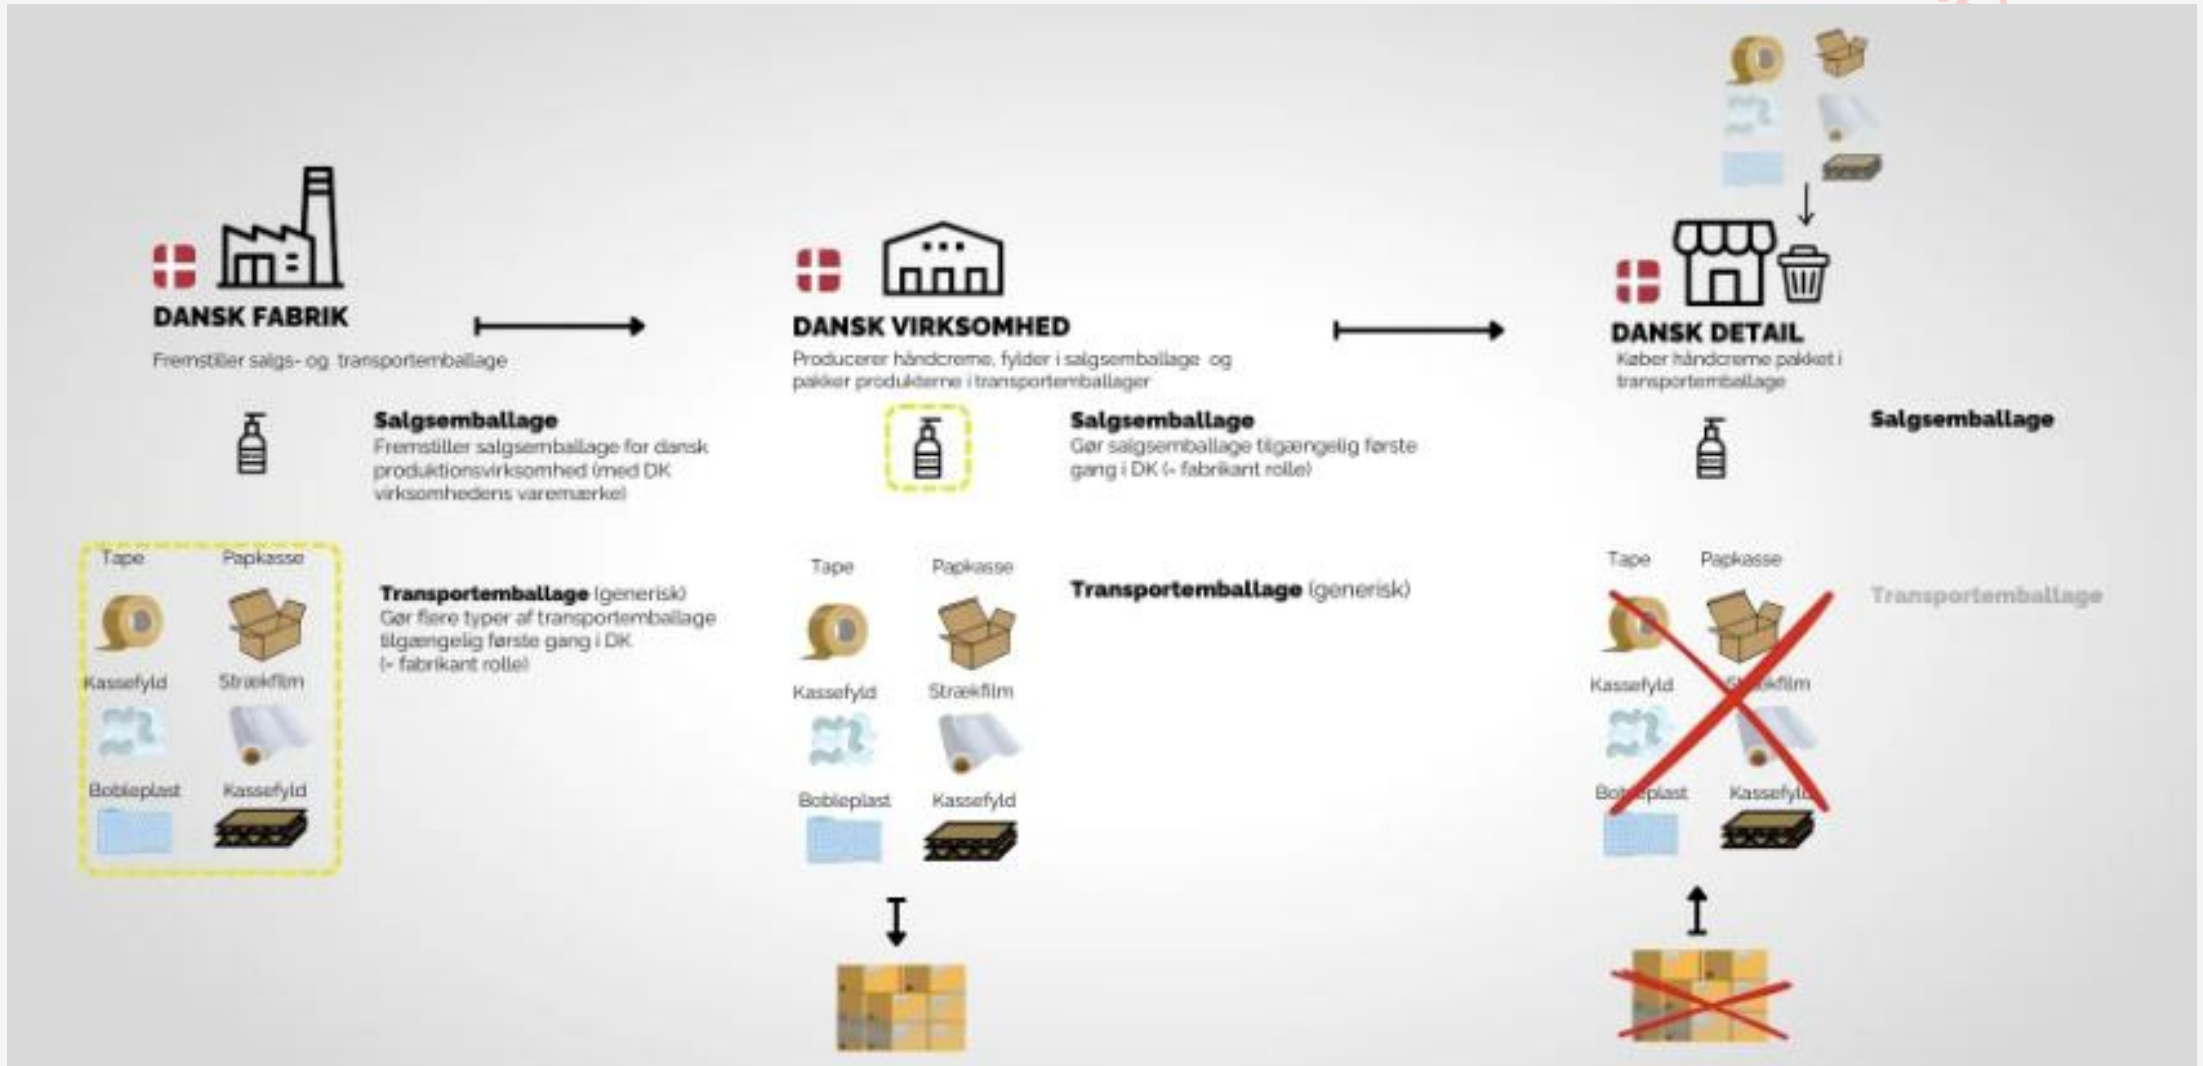 DANSK FABRIK
Fremstiller salgs- og transportemballage
Salgsemballage
Fremstiller salgsemballage for dansk
produktionsvirksomhed (med DK
virksomhedens varemærke)
Tape Papkasse
Kassefyld Strækfilm
Bobleplast Kassefyld
Transportemballage (generisk)
Gør flere typer af transportemballage
tilgængelig første gang i DK
(= fabrikant rolle)
DANSK VIRKSOMHED
Producerer håndcreme, fylder i salgsemballage og
pakker produkterne i transportemballager
Salgsemballage
Gør salgsemballage tilgængelig første
gang i DK (= fabrikant rolle)
Tape Papkasse
Kassefyld Strækfilm
Bobleplast Kassefyld
Transportemballage (generisk)
DANSK DETAIL
Køber håndcreme pakket i
transportemballage
Salgsemballage
Tape Papkasse
Kassefyld Strækfilm
Bobleplast Kassefyld
Transportemballage